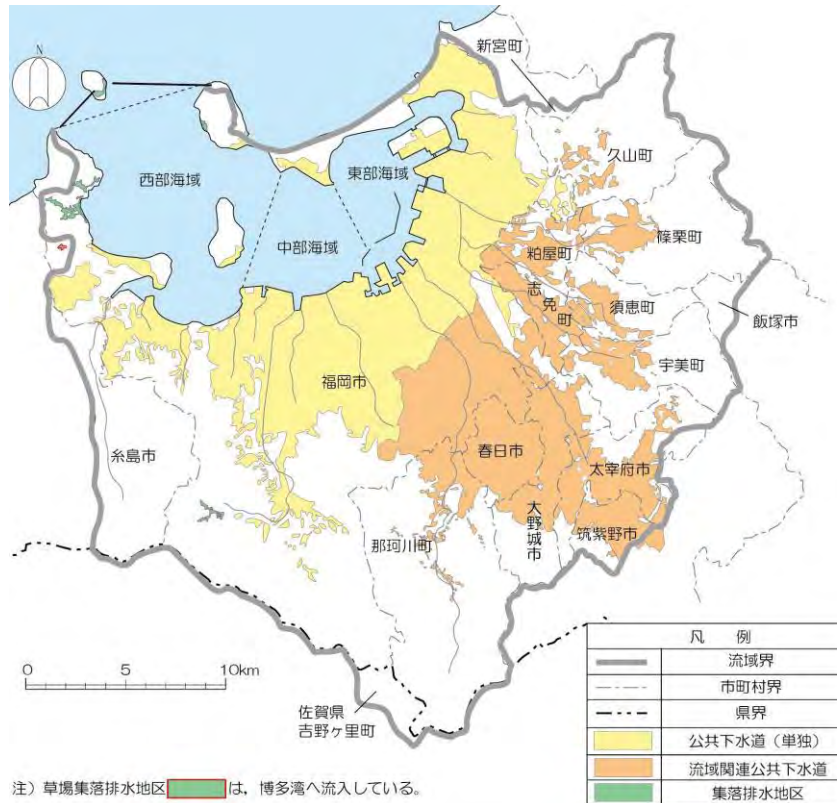 新宮町
N
久山町
東部海域
西部海域
中部海域
篠栗町
粕屋町
志免町
須恵町
飯塚市
宇美町
福岡市
糸島市
春日市
太宰府市
大野城市
筑紫野市
那珂川町
0 5 10km
佐賀県
吉野ヶ里町
凡 例
流域界
市町村界
県界
公共下水道（単独）
流域関連公共下水道
集落排水地区
注）草場集落排水地区 は，博多湾へ流入している。